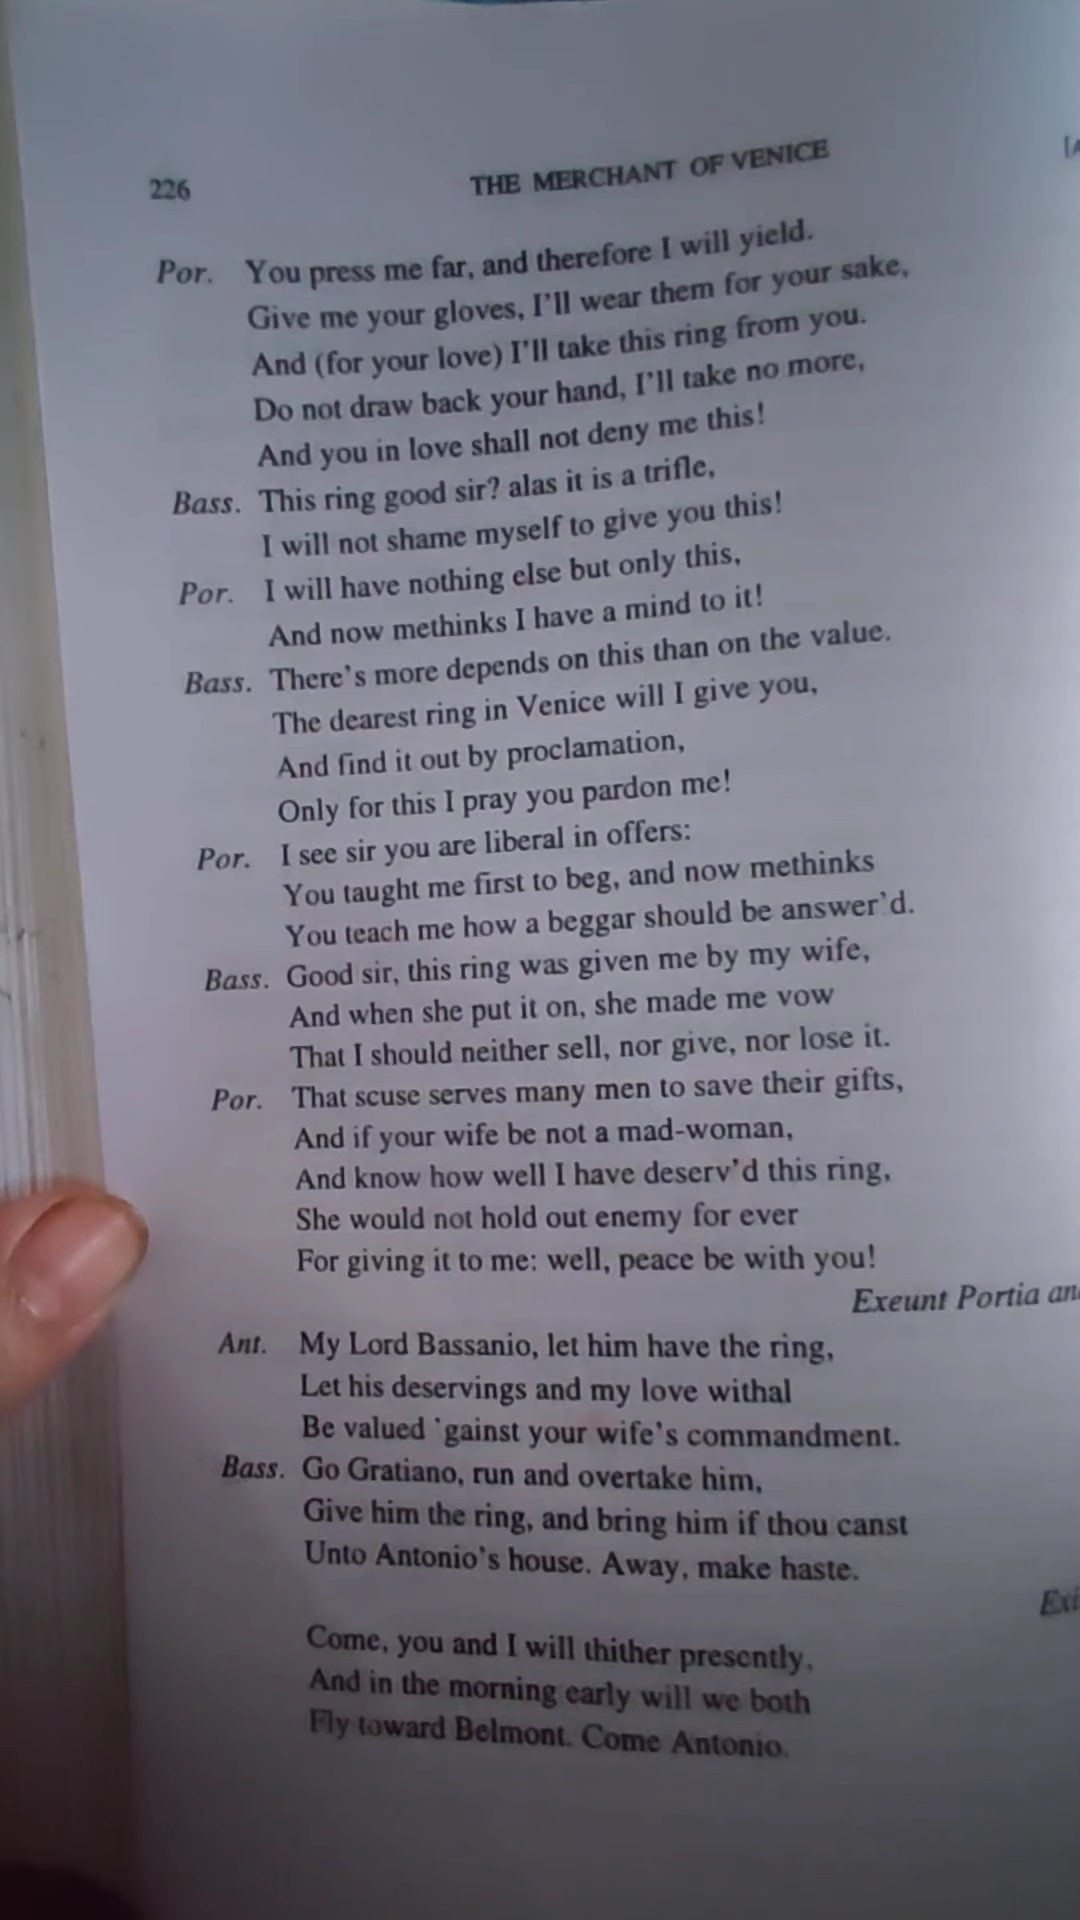 226
THE MERCHANT OF VENICE
Por. You press me far, and therefore I will yield.
Give me your gloves, I'll wear them for your sake,
And (for your love) I'll take this ring from you.
Do not draw back your hand, I'll take no more,
And you in love shall not deny me this!
Bass. This ring good sir? alas it is a trifle,
I will not shame myself to give you this!
Por. I will have nothing else but only this,
And now methinks I have a mind to it!
Bass. There's more depends on this than on the value.
The dearest ring in Venice will I give you,
And find it out by proclamation,
Only for this I pray you pardon me!
Por. I see sir you are liberal in offers:
You taught me first to beg, and now methinks
You teach me how a beggar should be answer'd.
Bass. Good sir, this ring was given me by my wife,
And when she put it on, she made me vow
That I should neither sell, nor give, nor lose it.
Por. That scuse serves many men to save their gifts,
And if your wife be not a mad-woman,
And know how well I have deserv'd this ring,
She would not hold out enemy for ever
For giving it to me: well, peace be with you!
Exeunt Portia
Ant. My Lord Bassanio, let him have the ring,
Let his deservings and my love withal
Be valued 'gainst your wife's commandment.
Bass. Go Gratiano, run and overtake him,
Give him the ring, and bring him if thou canst
Unto Antonio's house. Away, make haste.
Come, you and I will thither presently,
And in the morning early will we both
Fly toward Belmont. Come Antonio.